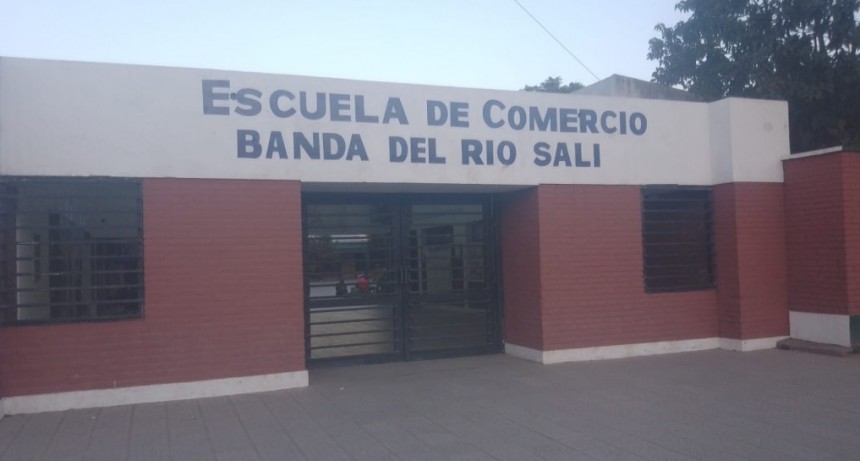 ESCUELA DE COMERCIO
BANDA DEL RIO SALI